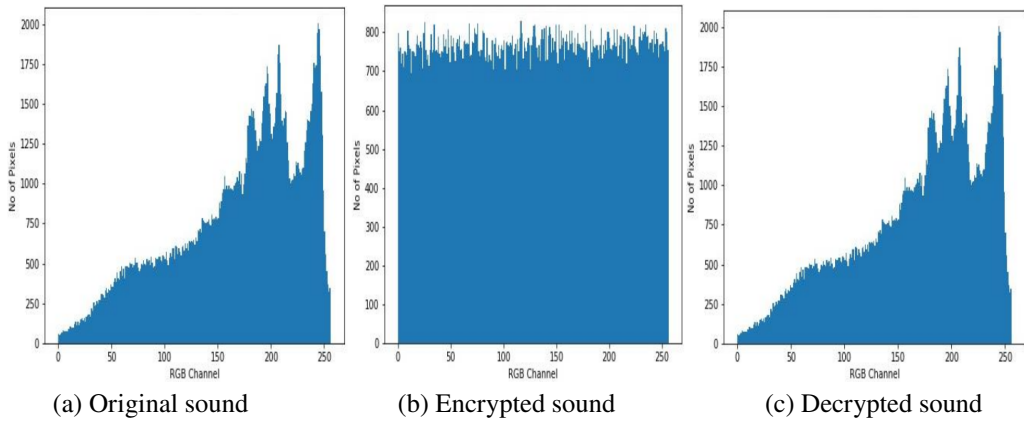 2000
1750
1500
1250
1000
750
500
250
0
No of Pixels
0 50 100 150 200 250
RGB Channel
(a) Original sound
800
700
600
500
400
300
200
100
0
No of Pixels
0 50 100 150 200 250
RGB Channel
(b) Encrypted sound
2000
1750
1500
1250
1000
750
500
250
0
No of Pixels
0 50 100 150 200 250
RGB Channel
(c) Decrypted sound